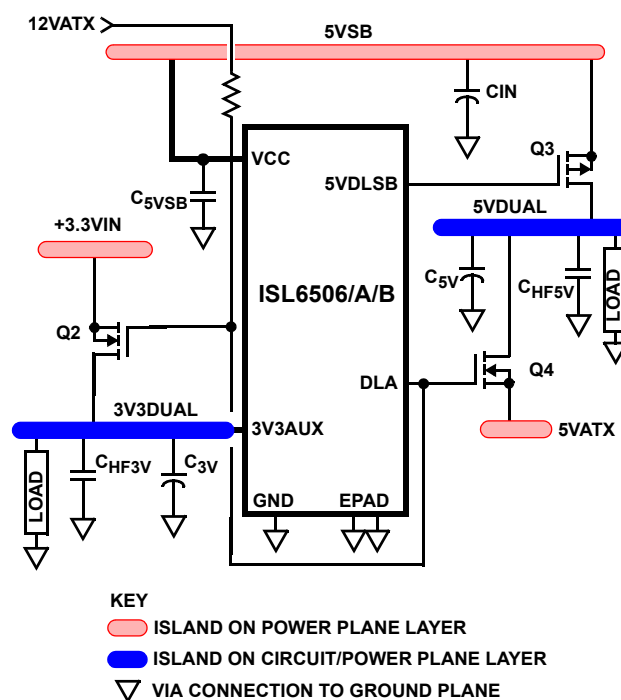 12VATX
5VSB
CIN
VCC
Q3
5VDLSB
C5VSB
+3.3VIN
5VDUAL
ISL6506/A/B
C5V
CHF5V
LOAD
Q2
DLA
Q4
3V3DUAL
3V3AUX
5VATX
CHF3V
C3V
LOAD
GND
EPAD
KEY
ISLAND ON POWER PLANE LAYER
ISLAND ON CIRCUIT/POWER PLANE LAYER
VIA CONNECTION TO GROUND PLANE